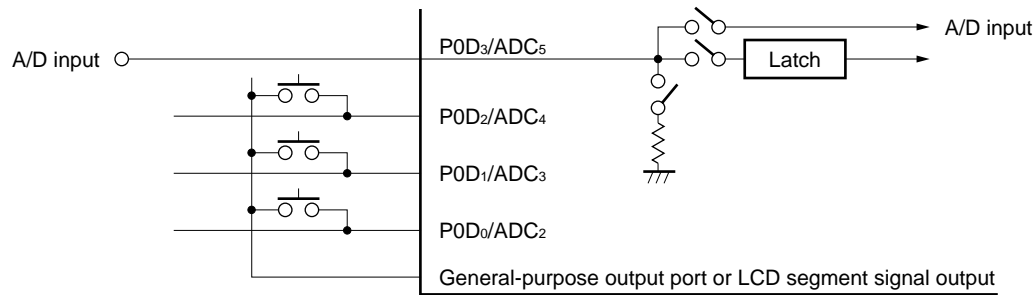 A/D input
P0D₃/ADC₅
A/D input
Latch
P0D₂/ADC₄
P0D₁/ADC₃
P0D₀/ADC₂
General-purpose output port or LCD segment signal output